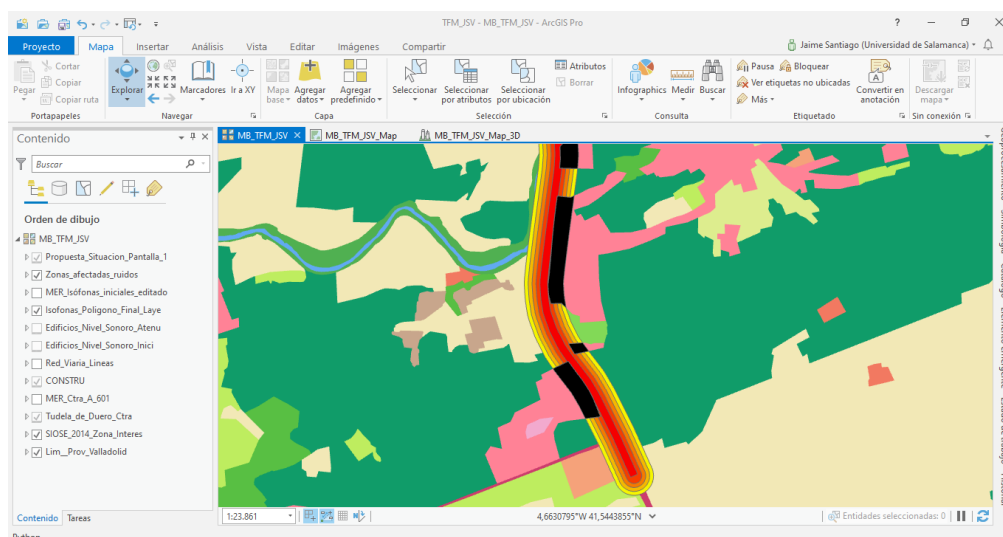 TFM_JSV - MB_TFM_JSV - ArcGIS Pro
?
Proyecto Mapa Insertar Análisis Vista Editar Imágenes Compartir
Jaime Santiago (Universidad de Salamanca)
Pegar
Cortar
Copiar
Copiar ruta
Portapapeles
Explorar
Marcadores
Ir a XY
Navegar
Mapa base
Agregar datos
Agregar predefinido
Capa
Seleccionar
Seleccionar por atributos
Seleccionar por ubicación
Atributos
Borrar
Selección
Infographics
Medir
Buscar
Consulta
Pausa
Bloquear
Ver etiquetas no ubicadas
Más
Convertir en anotación
Etiquetado
Descargar mapa
Sin conexión
Contenido
Buscar
Orden de dibujo
MB_TFM_JSV
Propuesta_Situacion_Pantalla_1
Zonas_afectadas_ruidos
MER_Isófonas_iniciales_editado
Isofonas_Poligono_Final_Laye
Edificios_Nivel_Sonoro_Atenu
Edificios_Nivel_Sonoro_Inici
Red_Viaria_Lineas
CONSTRU
MER_Ctra_A_601
Tudela_de_Duero_Ctra
SIOSE_2014_Zona_Interes
Lim__Prov_Valladolid
Contenido Tareas
MB_TFM_JSV
MB_TFM_JSV_Map
MB_TFM_JSV_Map_3D
1:23.861
4,6630795°W 41,5443855°N
Entidades seleccionadas: 0